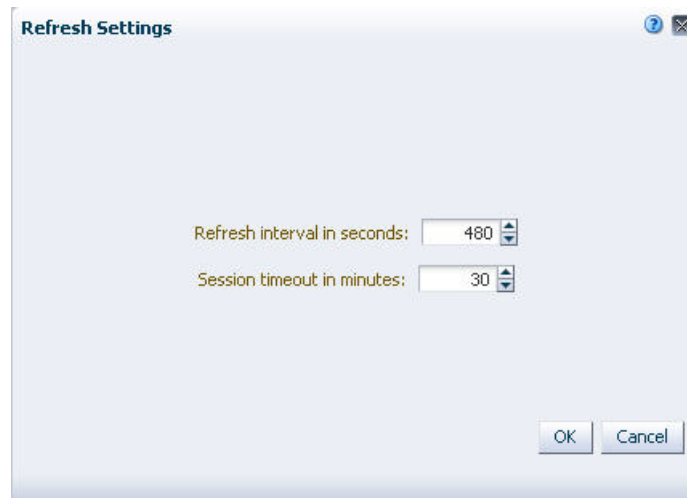 Refresh Settings
Refresh interval in seconds: 480
Session timeout in minutes: 30
OK Cancel